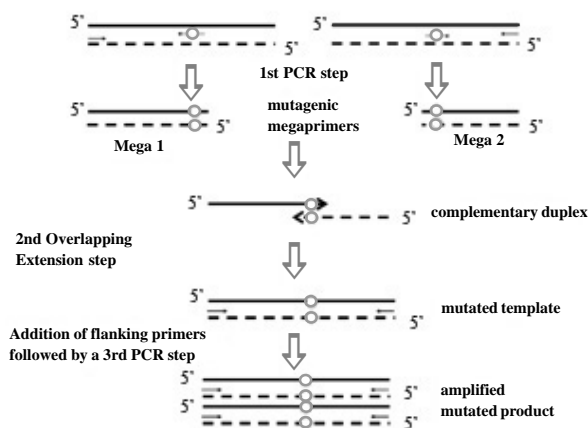 5" 5"
5" 5"
1st PCR step
5" mutagenic 5"
5" megaprimers 5"
Mega 1 Mega 2
5"
5" complementary duplex
2nd Overlapping
Extension step
5"
5" mutated template
Addition of flanking primers
followed by a 3rd PCR step
5"
5" amplified
5" mutated product
5"